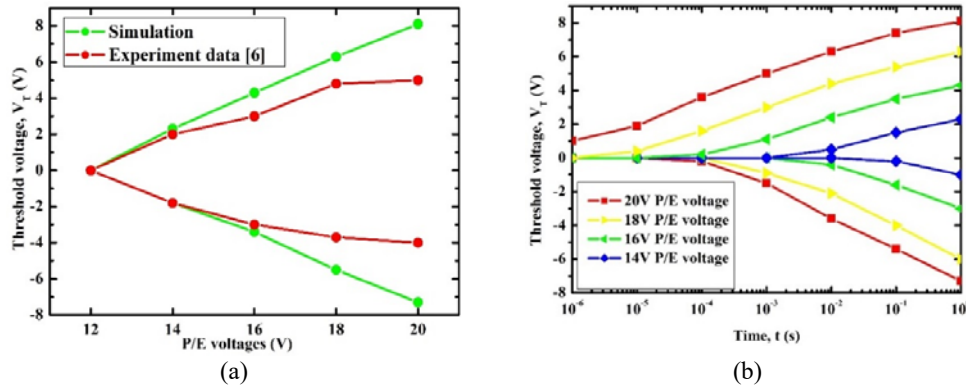 8
6
4
2
0
-2
-4
-6
-8
Threshold voltage, V_T (V)
Simulation
Experiment data [6]
12 14 16 18 20
P/E voltages (V)
(a)
8
6
4
2
0
-2
-4
-6
-8
Threshold voltage, V_T (V)
20V P/E voltage
18V P/E voltage
16V P/E voltage
14V P/E voltage
10⁻⁶ 10⁻⁵ 10⁻⁴ 10⁻³ 10⁻² 10⁻¹ 10⁰
Time, t (s)
(b)